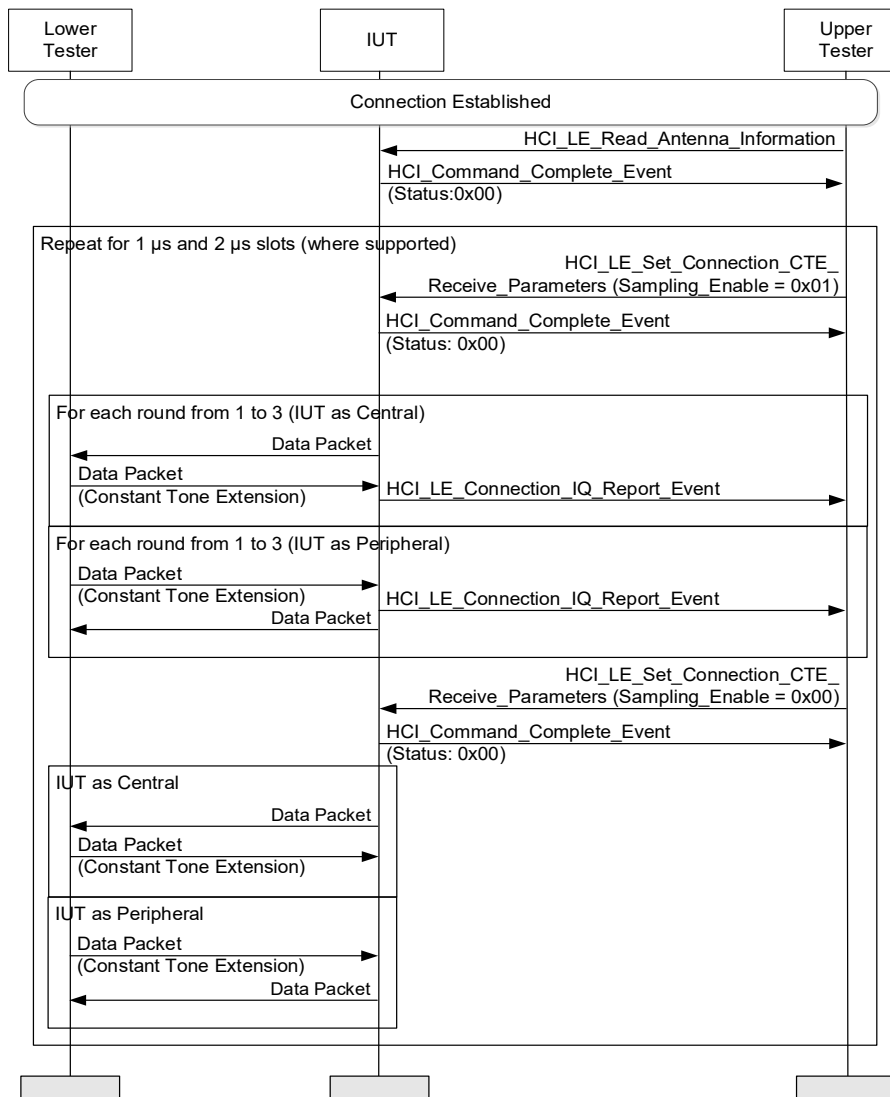 Lower
Tester
IUT
Upper
Tester
Connection Established
HCI_LE_Read_Antenna_Information
HCI_Command_Complete_Event
(Status:0x00)
Repeat for 1 µs and 2 µs slots (where supported)
HCI_LE_Set_Connection_CTE_
Receive_Parameters (Sampling_Enable = 0x01)
HCI_Command_Complete_Event
(Status: 0x00)
For each round from 1 to 3 (IUT as Central)
Data Packet
Data Packet
(Constant Tone Extension)
HCI_LE_Connection_IQ_Report_Event
For each round from 1 to 3 (IUT as Peripheral)
Data Packet
(Constant Tone Extension)
HCI_LE_Connection_IQ_Report_Event
Data Packet
HCI_LE_Set_Connection_CTE_
Receive_Parameters (Sampling_Enable = 0x00)
HCI_Command_Complete_Event
(Status: 0x00)
IUT as Central
Data Packet
Data Packet
(Constant Tone Extension)
IUT as Peripheral
Data Packet
(Constant Tone Extension)
Data Packet